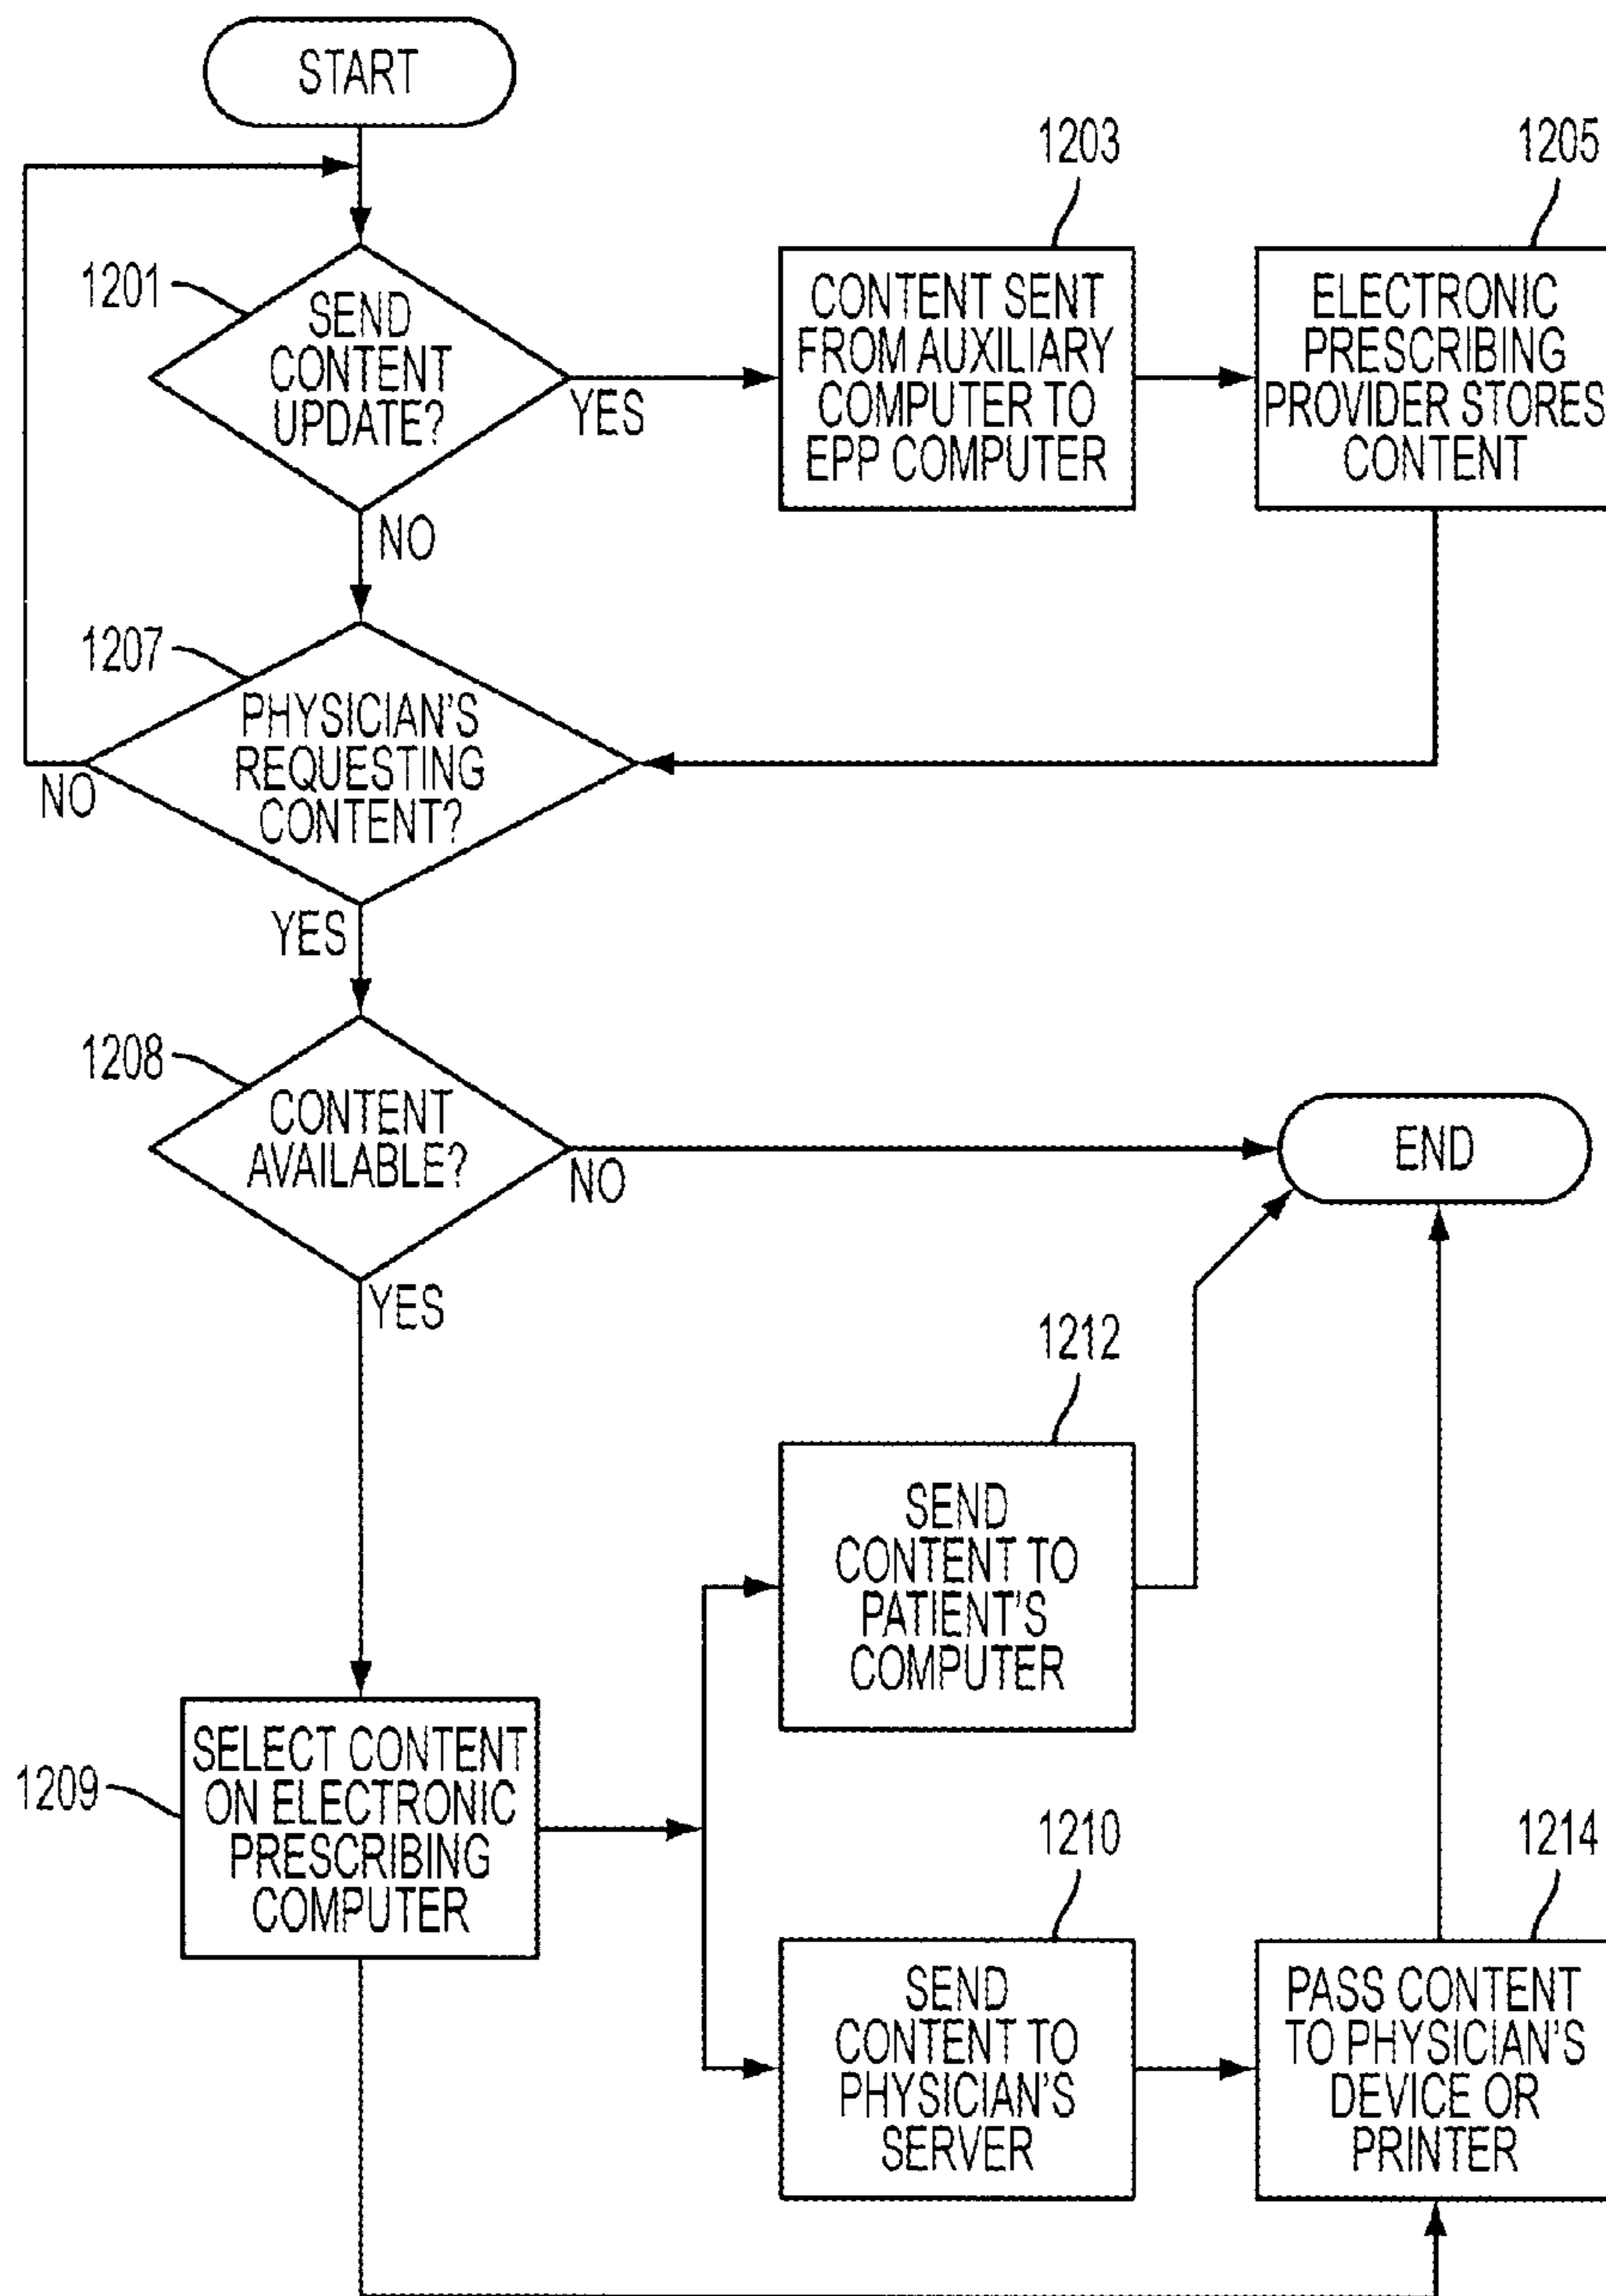 START
1203
1205
1201
SEND
CONTENT
UPDATE?
YES
NO
CONTENT SENT
FROM AUXILIARY
COMPUTER TO
EPP COMPUTER
ELECTRONIC
PRESCRIBING
PROVIDER STORES
CONTENT
1207
PHYSICIAN'S
REQUESTING
CONTENT?
NO
YES
1208
CONTENT
AVAILABLE?
NO
YES
END
1212
SEND
CONTENT TO
PATIENT'S
COMPUTER
1209
SELECT CONTENT
ON ELECTRONIC
PRESCRIBING
COMPUTER
1210
SEND
CONTENT TO
PHYSICIAN'S
SERVER
1214
PASS CONTENT
TO PHYSICIAN'S
DEVICE OR
PRINTER